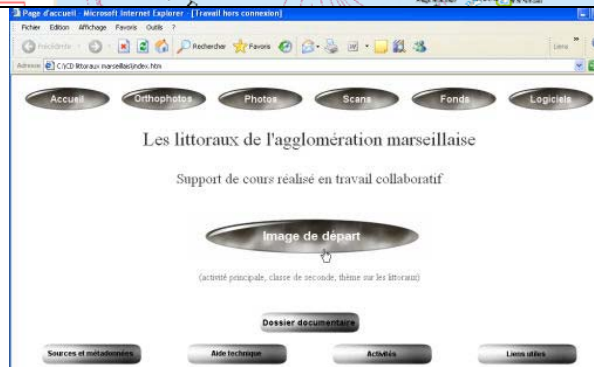 Page d'accueil - Microsoft Internet Explorer - [Travail hors connexion]
Fichier Edition Affichage Favoris Outils ?
Précédente Rechercher Favoris Liens »
Adresse C:\CD littoraux marseillais\index.htm
Accueil Orthophotos Photos Scans Fonds Logiciels
Les littoraux de l'agglomération marseillaise
Support de cours réalisé en travail collaboratif
Image de départ
(activité principale, classe de seconde, thème sur les littoraux)
Dossier documentaire
Sources et métadonnées Aide technique Activités Liens utiles